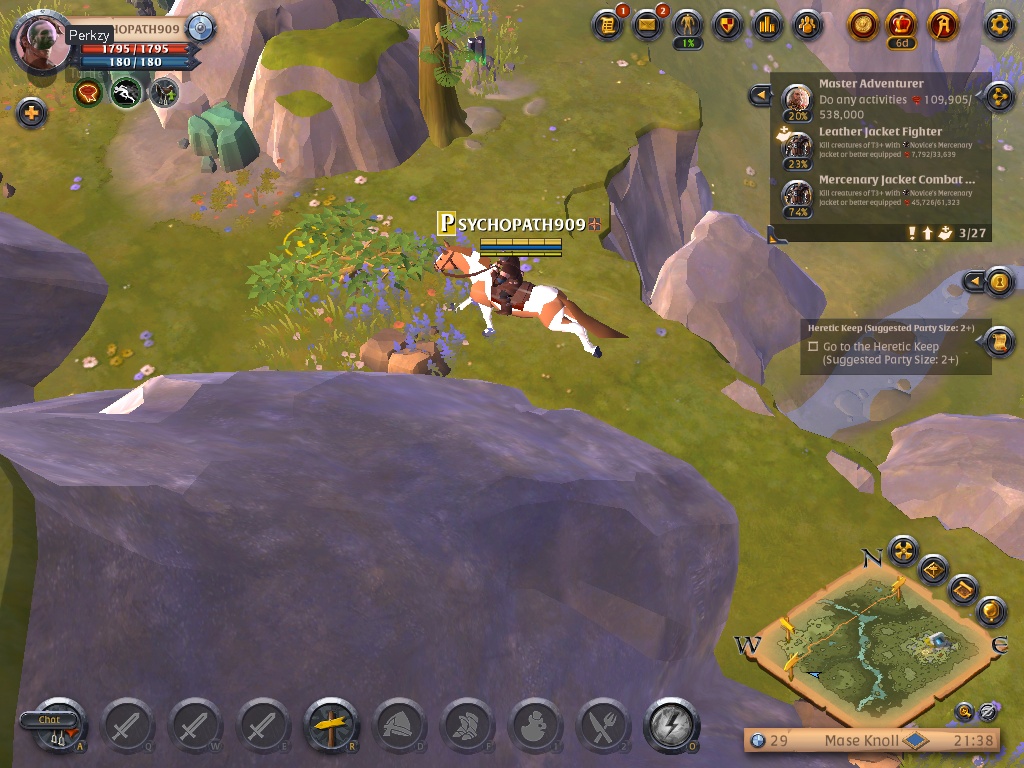 HOPATH909
Perkzy
1795/1795
180/180
1
2
1%
6d
Master Adventurer
Do any activities 109,905/
538,000
20%
Leather Jacket Fighter
Kill creatures of T3+ with Novice's Mercenary
Jacket or better equipped 7,792/33,639
23%
Mercenary Jacket Combat ...
Kill creatures of T3+ with Novice's Mercenary
Jacket or better equipped 45,726/61,323
74%
3/27
PSYCHOPATH909
Heretic Keep (Suggested Party Size: 2+)
Go to the Heretic Keep
(Suggested Party Size: 2+)
N
W
E
Chat
A
Q
W
E
R
D
F
1
2
O
29
Mase Knoll
21:38